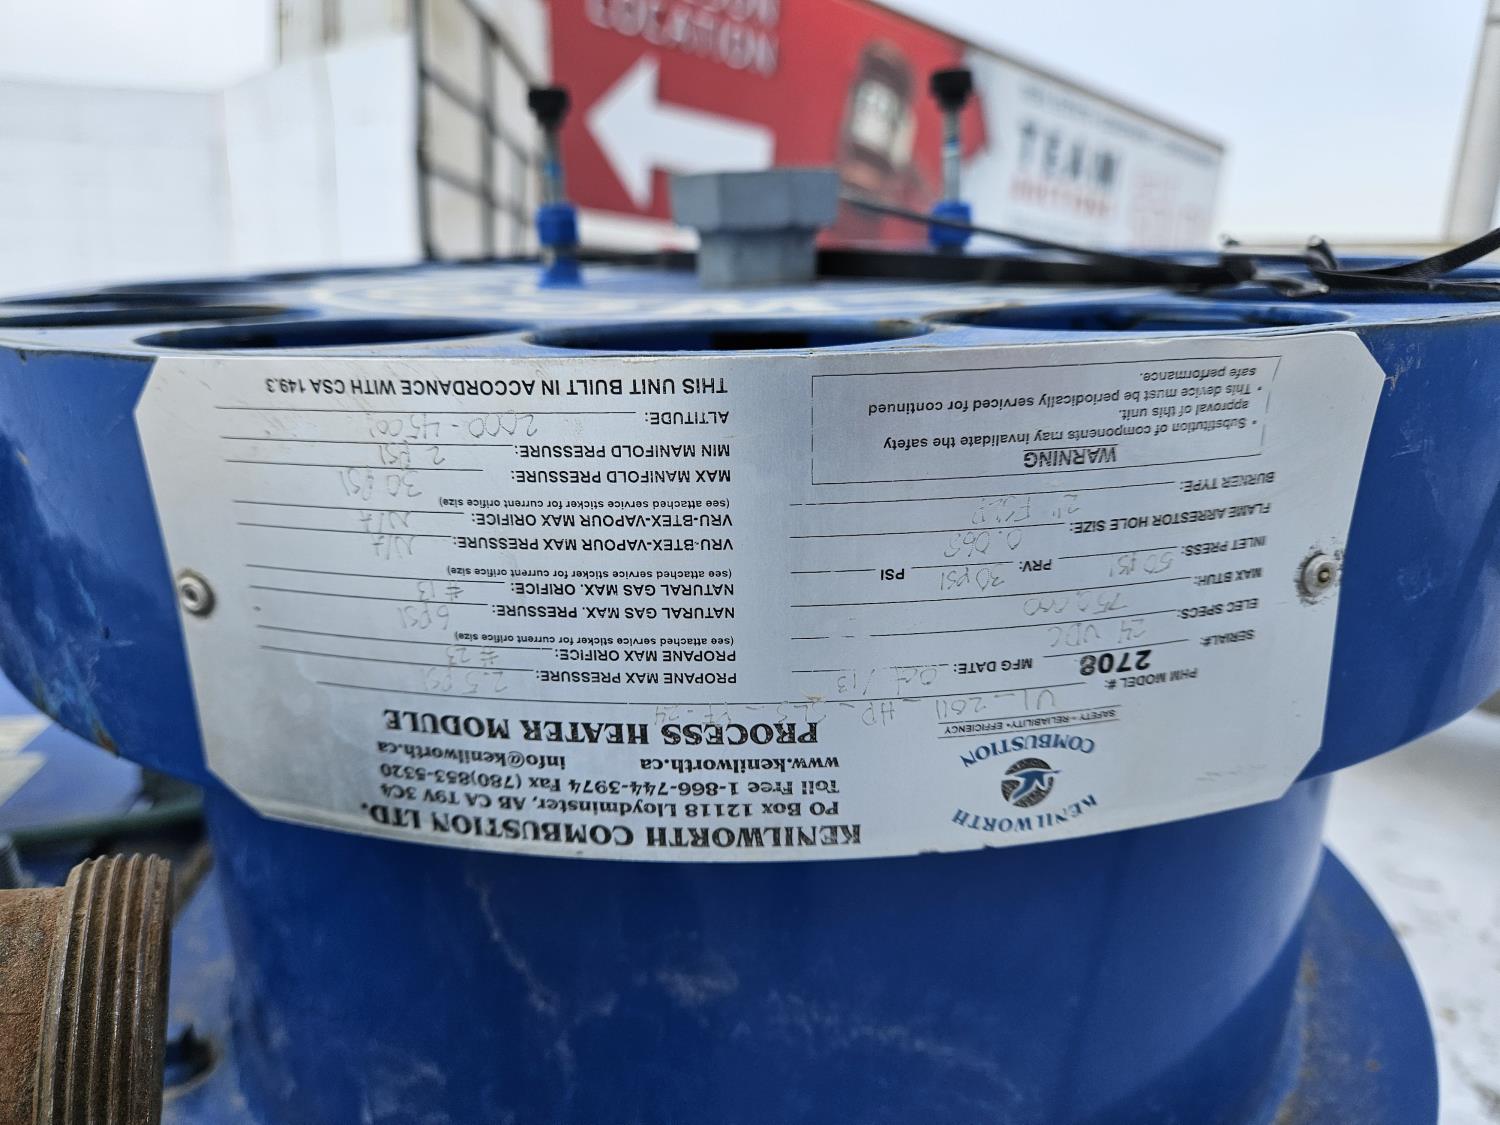 LOCATION
TEAM
KENILWORTH
COMBUSTION
SAFETY • RELIABILITY • EFFICIENCY
KENILWORTH COMBUSTION LTD.
PO Box 12118 Lloydminster, AB CA T9V 3C4
Toll Free 1-866-744-3974 Fax (780)853-5320
www.kenilworth.ca info@kenilworth.ca
PROCESS HEATER MODULE
PHM MODEL #:
SERIAL#: 2708 MFG DATE: Oct/13
ELEC SPECS: 24 VDC
MAX BTUH: 750,000
INLET PRESS: 50 PSI PRV: 30 PSI PSI
FLAME ARRESTOR HOLE SIZE: 0.065
BURNER TYPE: 2"
WARNING
• Substitution of components may invalidate the safety
approval of this unit.
• This device must be periodically serviced for continued
safe performance.
PROPANE MAX PRESSURE: 2.5 PSI
PROPANE MAX ORIFICE: # 23
(see attached service for sticker for current orifice size)
NATURAL GAS MAX. PRESSURE: 6 PSI
NATURAL GAS MAX. ORIFICE: # 13
(see attached service for sticker for current orifice size)
VRU-BTEX-VAPOUR MAX PRESSURE: N/A
VRU-BTEX-VAPOUR MAX ORIFICE: N/A
(see attached service for sticker for current orifice size)
MAX MANIFOLD PRESSURE: 30 PSI
MIN MANIFOLD PRESSURE: 2 PSI
ALTITUDE: 2000-4500'
THIS UNIT BUILT IN ACCORDANCE WITH CSA 149.3